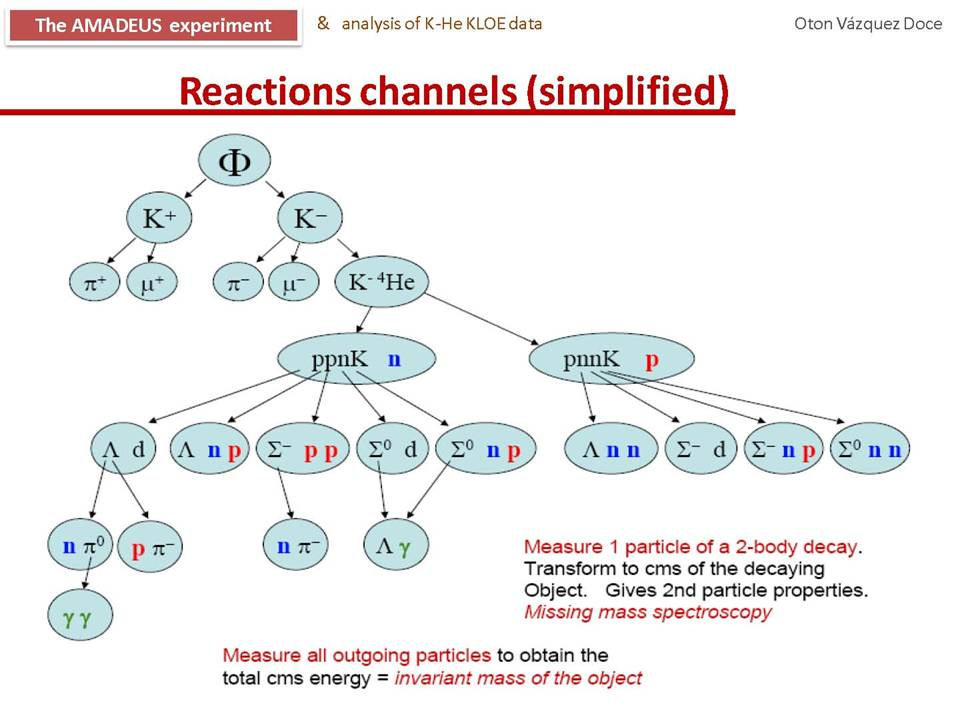 The AMADEUS experiment & analysis of K-He KLOE data Oton Vázquez Doce
Reactions channels (simplified)
Φ
K⁺ K⁻
π⁺ μ⁺ π⁻ μ⁻ K⁻ ⁴He
ppnK n pnnK p
Λ d Λ n p Σ⁻ p p Σ⁰ d Σ⁰ n p Λ n n Σ⁻ d Σ⁻ n p Σ⁰ n n
n π⁰ p π⁻ n π⁻ Λ γ
γ γ
Measure 1 particle of a 2-body decay.
Transform to cms of the decaying
Object. Gives 2nd particle properties.
Missing mass spectroscopy
Measure all outgoing particles to obtain the
total cms energy = invariant mass of the object